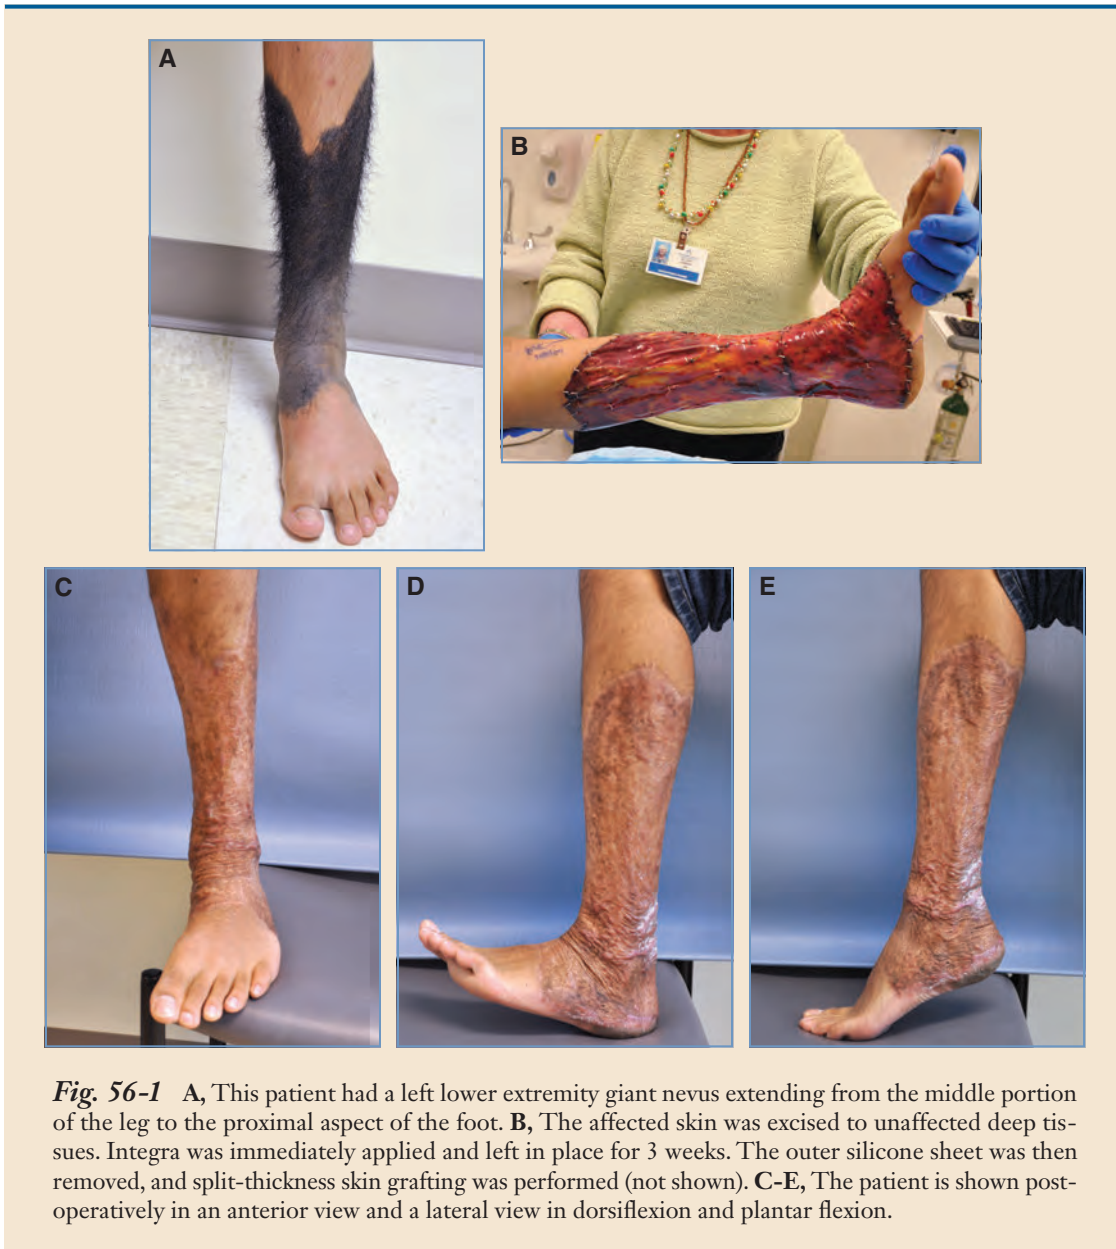 A
B
C
D
E
Fig. 56-1 A, This patient had a left lower extremity giant nevus extending from the middle portion
of the leg to the proximal aspect of the foot. B, The affected skin was excised to unaffected deep tis-
sues. Integra was immediately applied and left in place for 3 weeks. The outer silicone sheet was then
removed, and split-thickness skin grafting was performed (not shown). C-E, The patient is shown post-
operatively in an anterior view and a lateral view in dorsiflexion and plantar flexion.